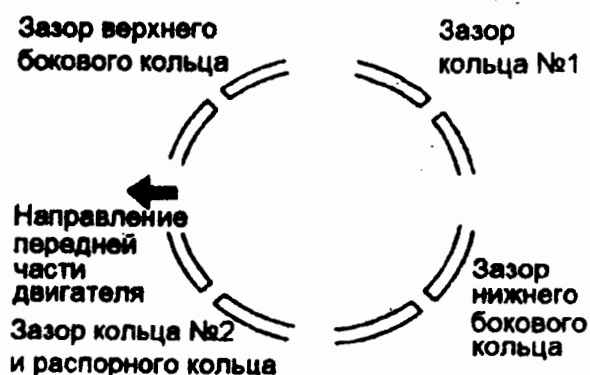 Зазор верхнего
бокового кольца
Зазор
кольца №1
Направление
передней
части
двигателя
Зазор кольца №2
и распорного кольца
Зазор
нижнего
бокового
кольца